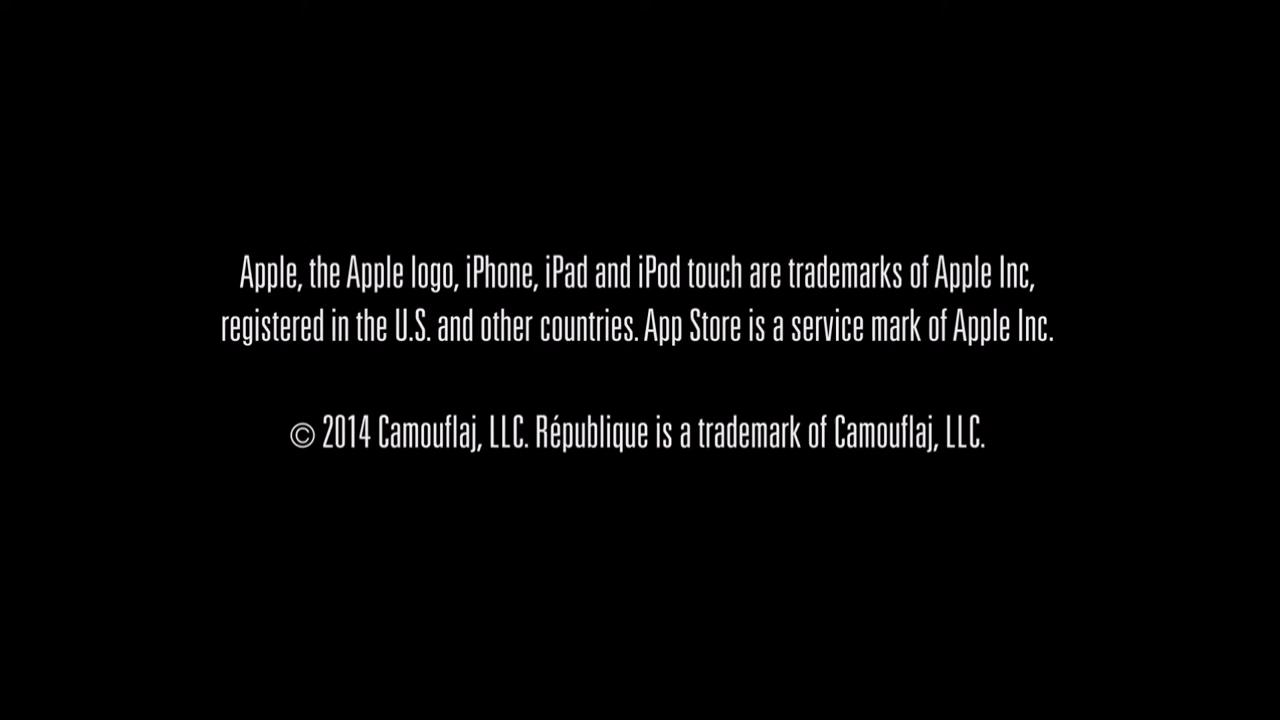 Apple, the Apple logo, iPhone, iPad and iPod touch are trademarks of Apple Inc,
registered in the U.S. and other countries. App Store is a service mark of Apple Inc.
© 2014 Camouflaj, LLC. République is a trademark of Camouflaj, LLC.